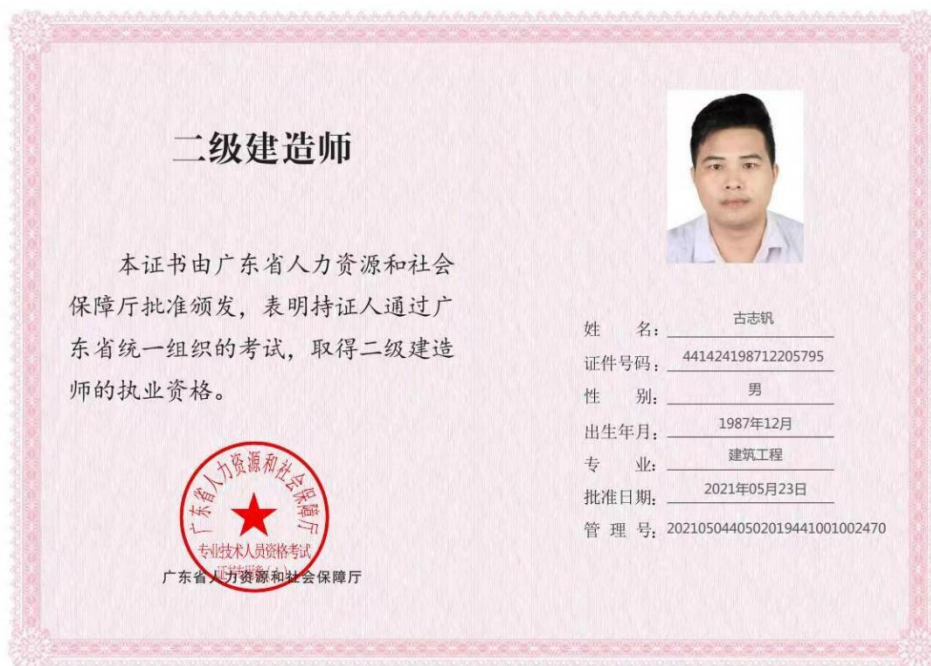 二级建造师
本证书由广东省人力资源和社会
保障厅批准颁发，表明持证人通过广
东省统一组织的考试，取得二级建造
师的执业资格。
广东省人力资源和社会保障厅
专业技术人员资格考试
广东省人力资源和社会保障厅
姓 名：古志钒
证件号码：441424198712205795
性 别：男
出生年月：1987年12月
专 业：建筑工程
批准日期：2021年05月23日
管 理 号：2021050440502019441001002470